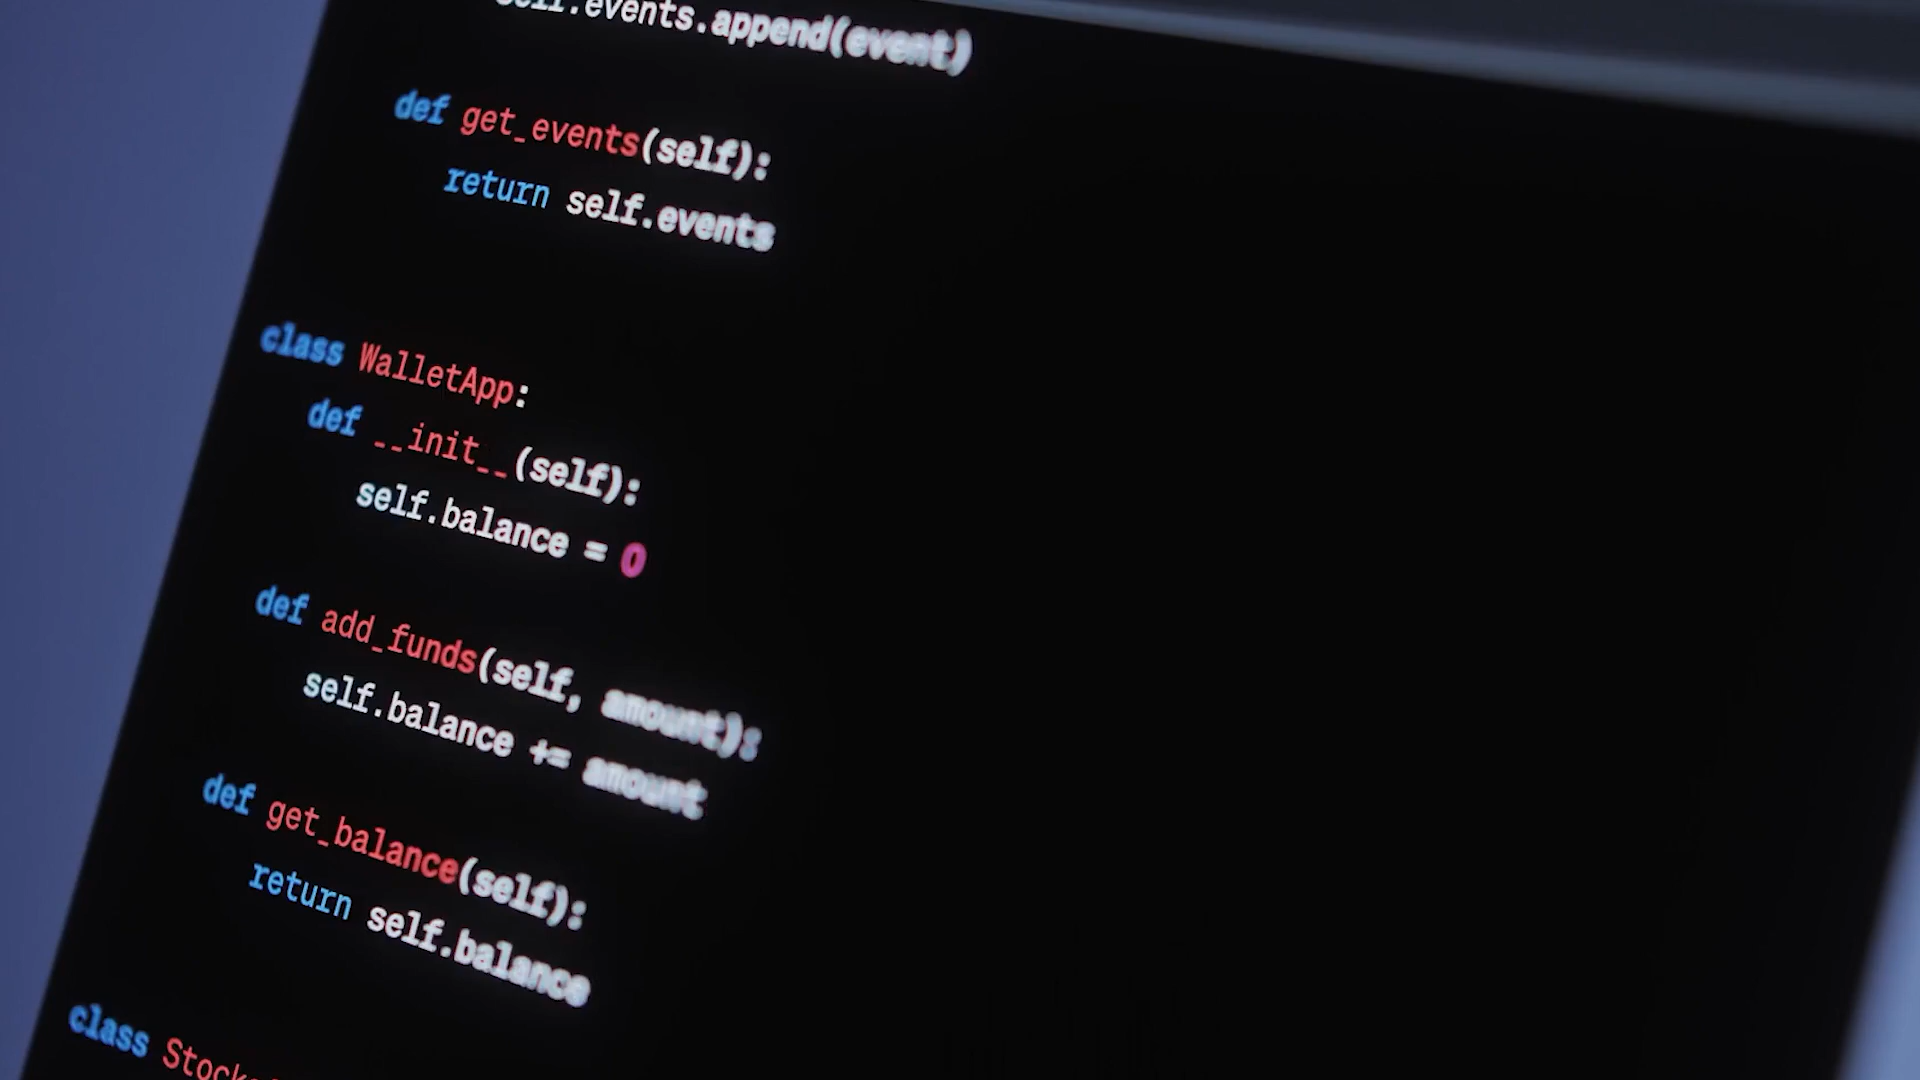 self.events.append(event)
def get_events(self):
return self.events
class WalletApp:
def __init__(self):
self.balance = 0
def add_funds(self, amount):
self.balance += amount
def get_balance(self):
return self.balance
class